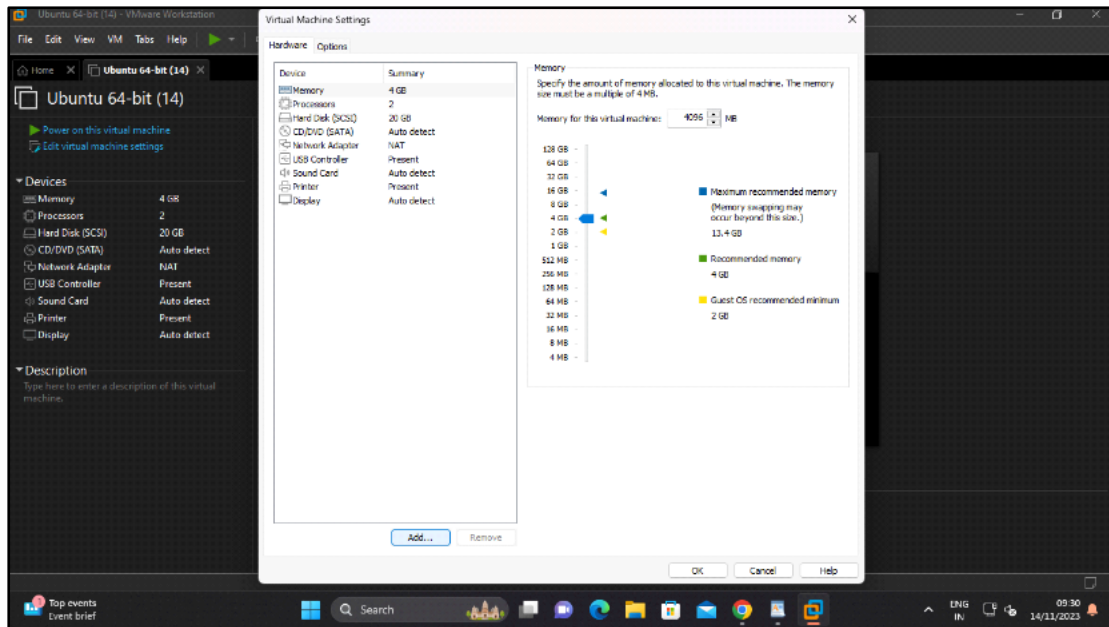 Ubuntu 64-bit (14) - VMware Workstation
File Edit View VM Tabs Help
Home
Ubuntu 64-bit (14)
Ubuntu 64-bit (14)
Power on this virtual machine
Edit virtual machine settings
Devices
Memory 4 GB
Processors 2
Hard Disk (SCSI) 20 GB
CD/DVD (SATA) Auto detect
Network Adapter NAT
USB Controller Present
Sound Card Auto detect
Printer Present
Display Auto detect
Description
Type here to enter a description of this virtual
machine.
Virtual Machine Settings
Hardware Options
Device Summary
Memory 4 GB
Processors 2
Hard Disk (SCSI) 20 GB
CD/DVD (SATA) Auto detect
Network Adapter NAT
USB Controller Present
Sound Card Auto detect
Printer Present
Display Auto detect
Add... Remove
Memory
Specify the amount of memory allocated to this virtual machine. The memory
size must be a multiple of 4 MB.
Memory for this virtual machine: 4096 MB
128 GB
64 GB
32 GB
16 GB
8 GB
4 GB
2 GB
1 GB
512 MB
256 MB
128 MB
64 MB
32 MB
16 MB
8 MB
4 MB
Maximum recommended memory
(Memory swapping may
occur beyond this size.)
13.4 GB
Recommended memory
4 GB
Guest OS recommended minimum
2 GB
OK Cancel Help
Top events
Event brief
Search
ENG
IN
09:30
14/11/2023